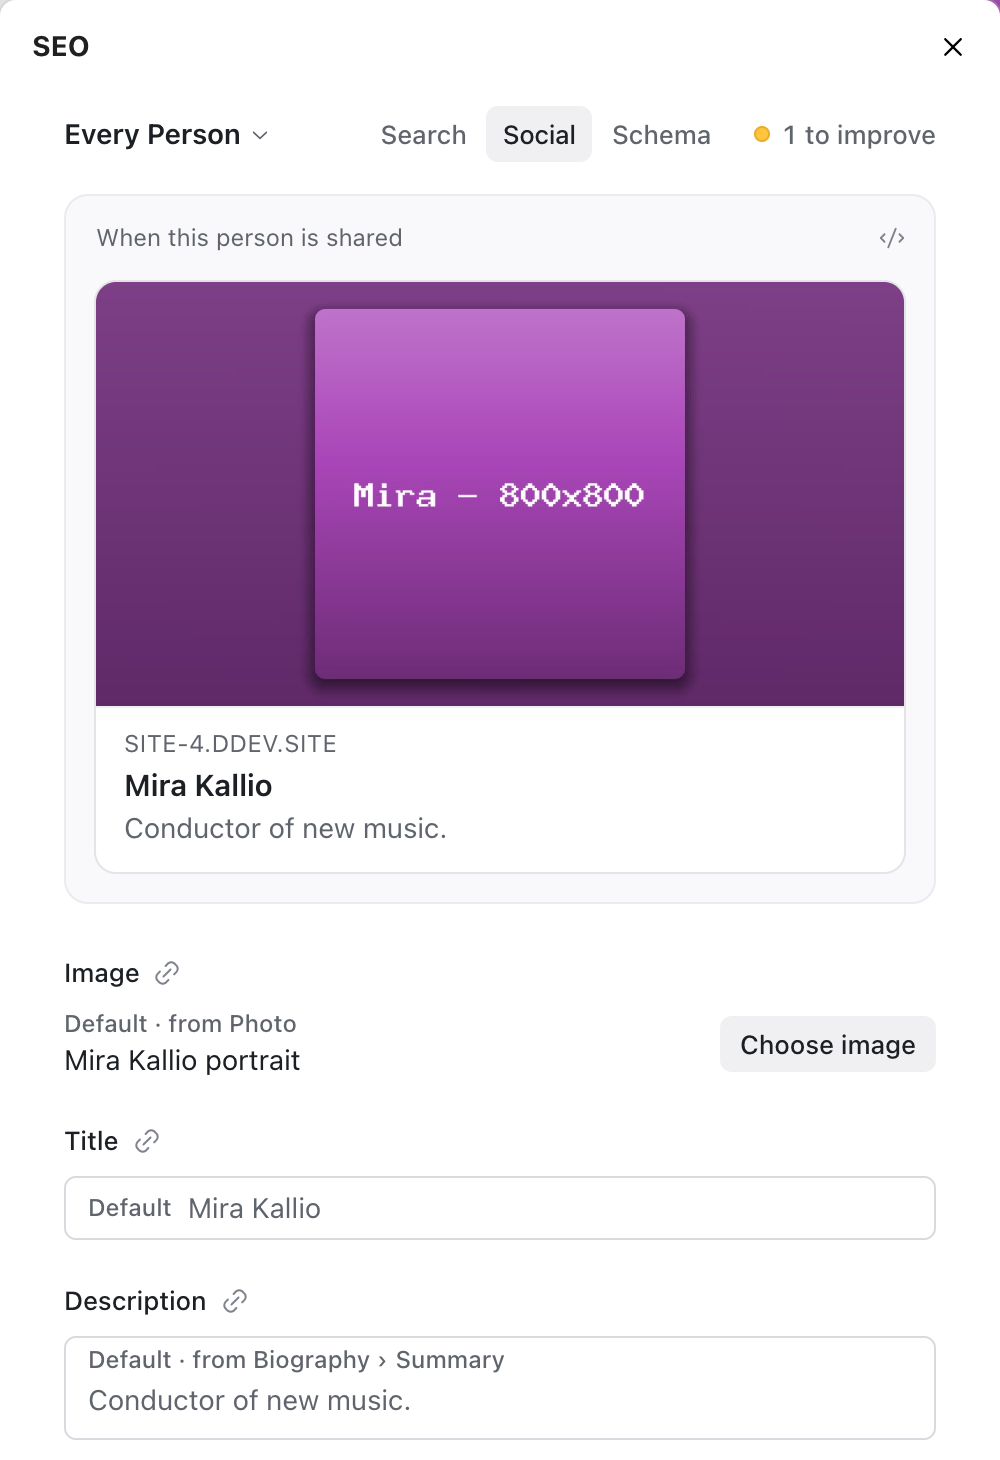 SEO
Every Person
Search Social Schema 1 to improve
When this person is shared
Mira – 800x800
SITE-4.DDEV.SITE
Mira Kallio
Conductor of new music.
Image
Default · from Photo
Mira Kallio portrait
Choose image
Title
Default Mira Kallio
Description
Default · from Biography › Summary
Conductor of new music.